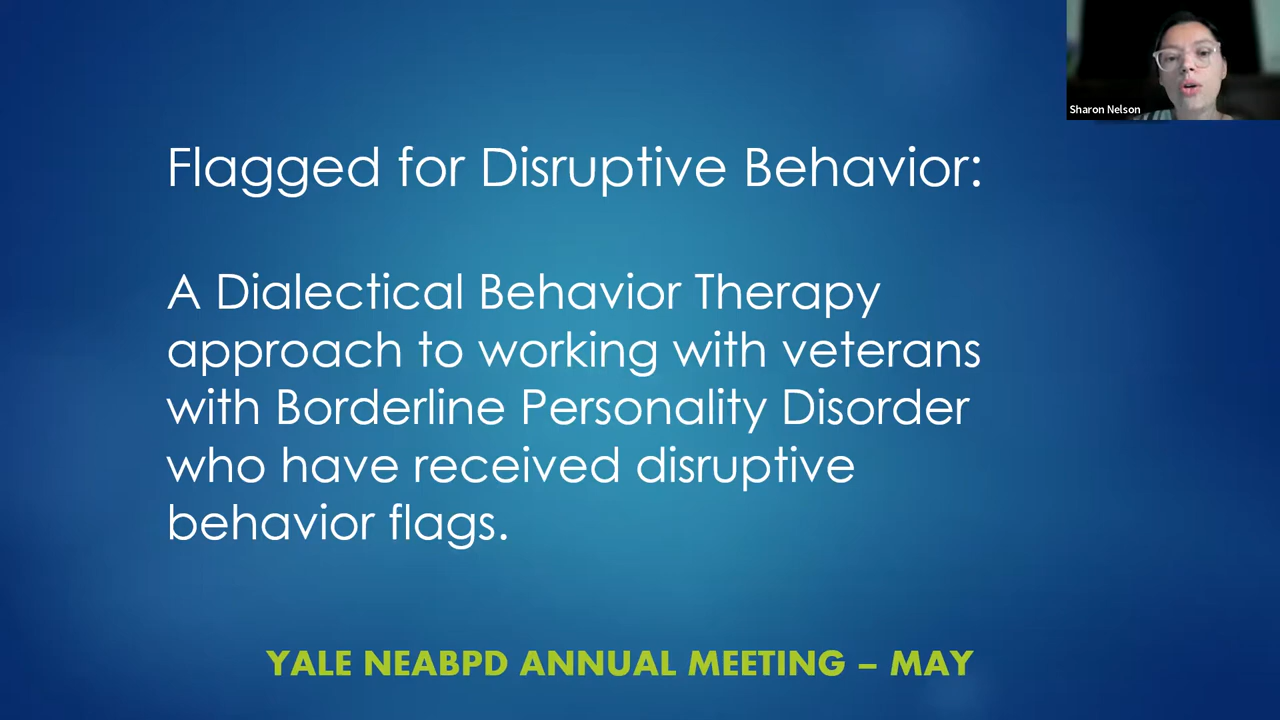 Sharon Nelson
Flagged for Disruptive Behavior:
A Dialectical Behavior Therapy
approach to working with veterans
with Borderline Personality Disorder
who have received disruptive
behavior flags.
YALE NEABPD ANNUAL MEETING – MAY